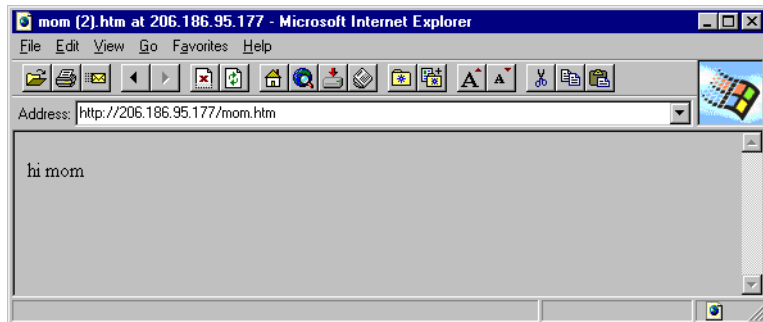 mom (2).htm at 206.186.95.177 - Microsoft Internet Explorer
File Edit View Go Favorites Help
A A
Address: http://206.186.95.177/mom.htm
hi mom